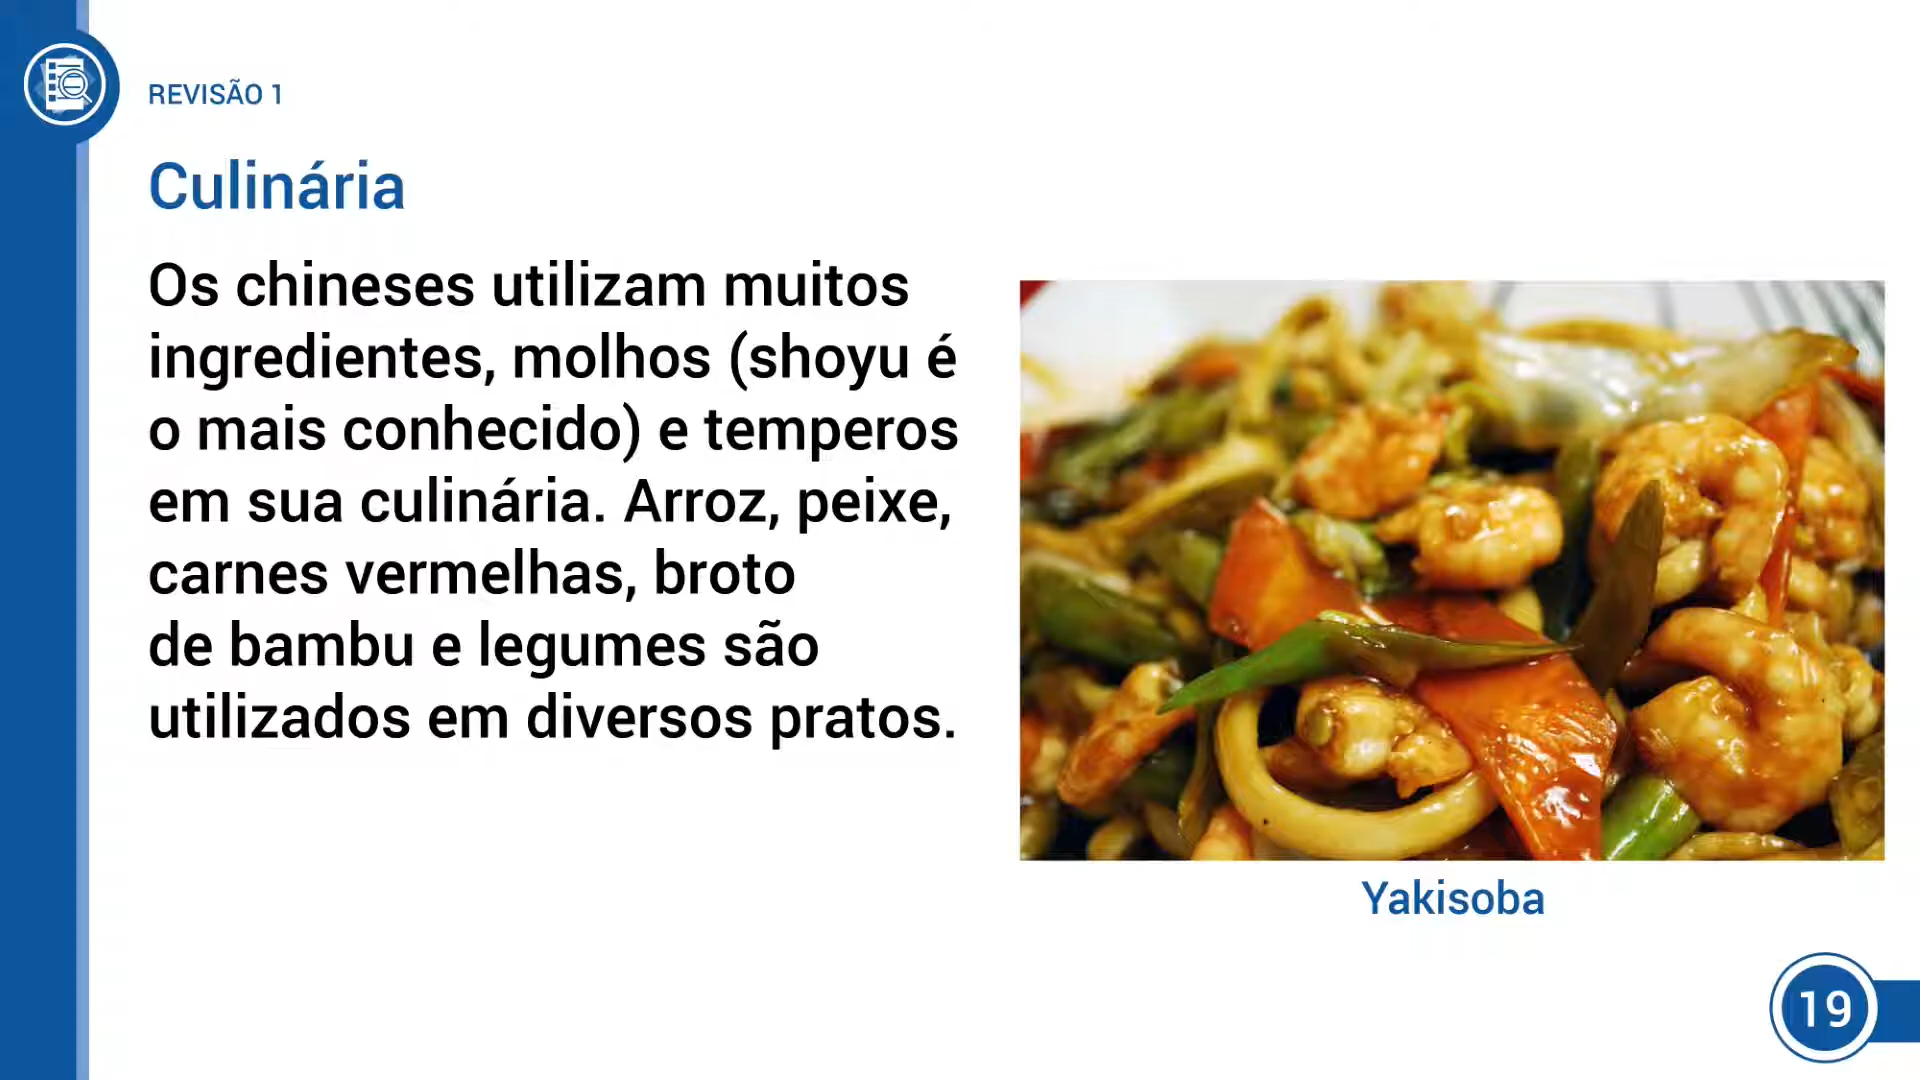 REVISÃO 1
Culinária
Os chineses utilizam muitos
ingredientes, molhos (shoyu é
o mais conhecido) e temperos
em sua culinária. Arroz, peixe,
carnes vermelhas, broto
de bambu e legumes são
utilizados em diversos pratos.
Yakisoba
19